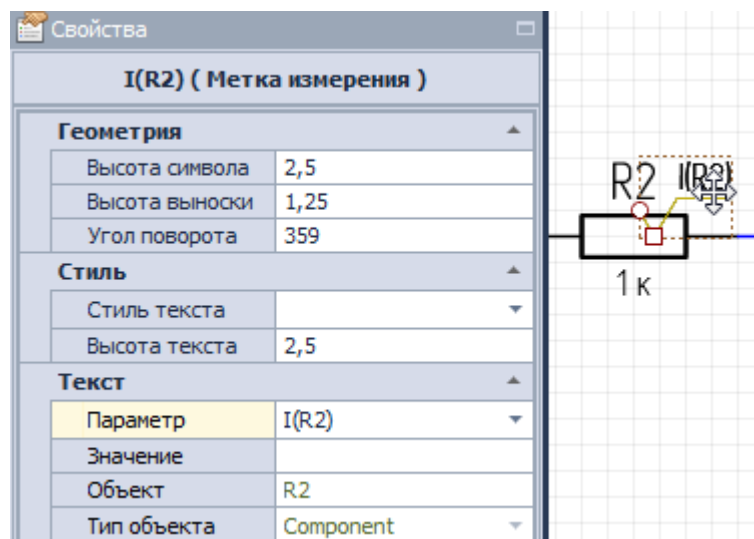 Свойства
I(R2) ( Метка измерения )
Геометрия
Высота символа 2,5
Высота выноски 1,25
Угол поворота 359
Стиль
Стиль текста
Высота текста 2,5
Текст
Параметр I(R2)
Значение
Объект R2
Тип объекта Component
R2 I(R2)
1 к